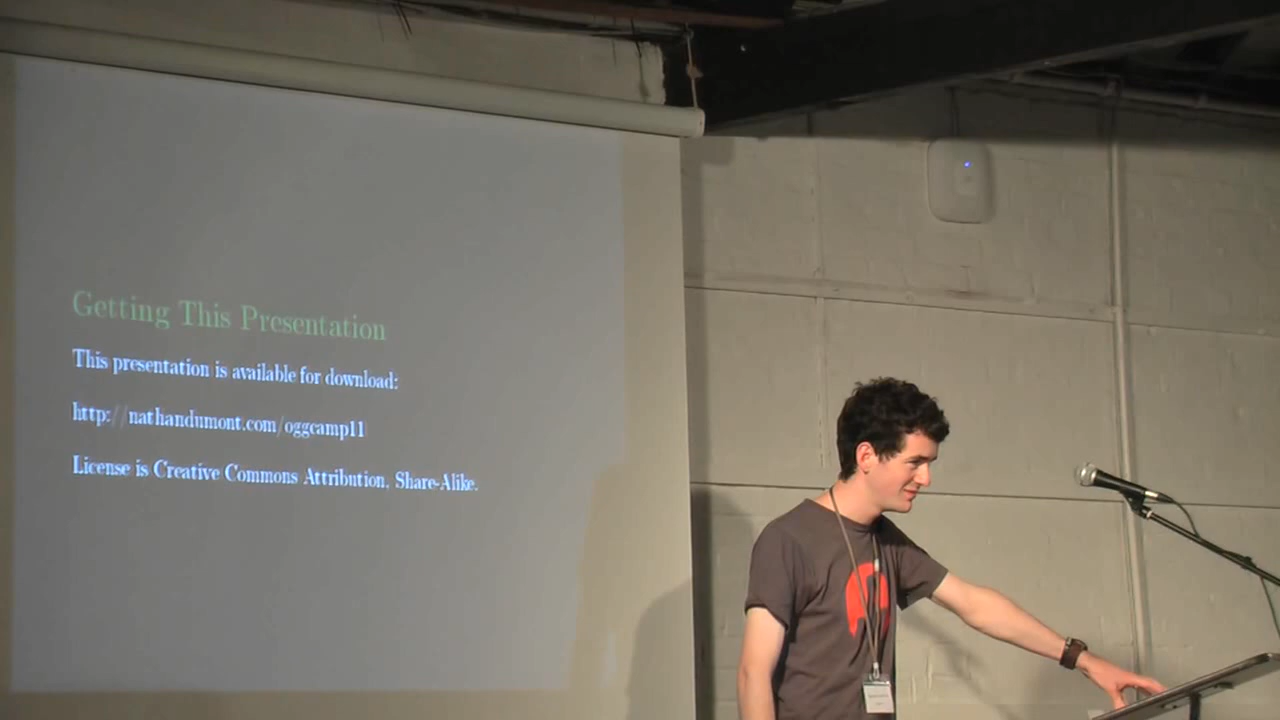 Getting This Presentation
This presentation is available for download:
http://nathandumont.com/oggcamp11
License is Creative Commons Attribution, Share-Alike.